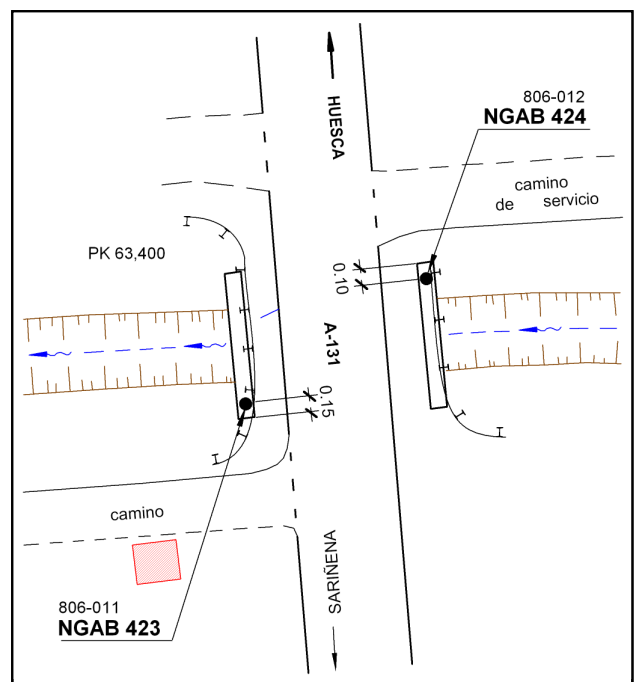 806-012
NGAB 424
HUESCA
camino
de servicio
PK 63,400
0.10
A-131
0.15
camino
SARIÑENA
806-011
NGAB 423